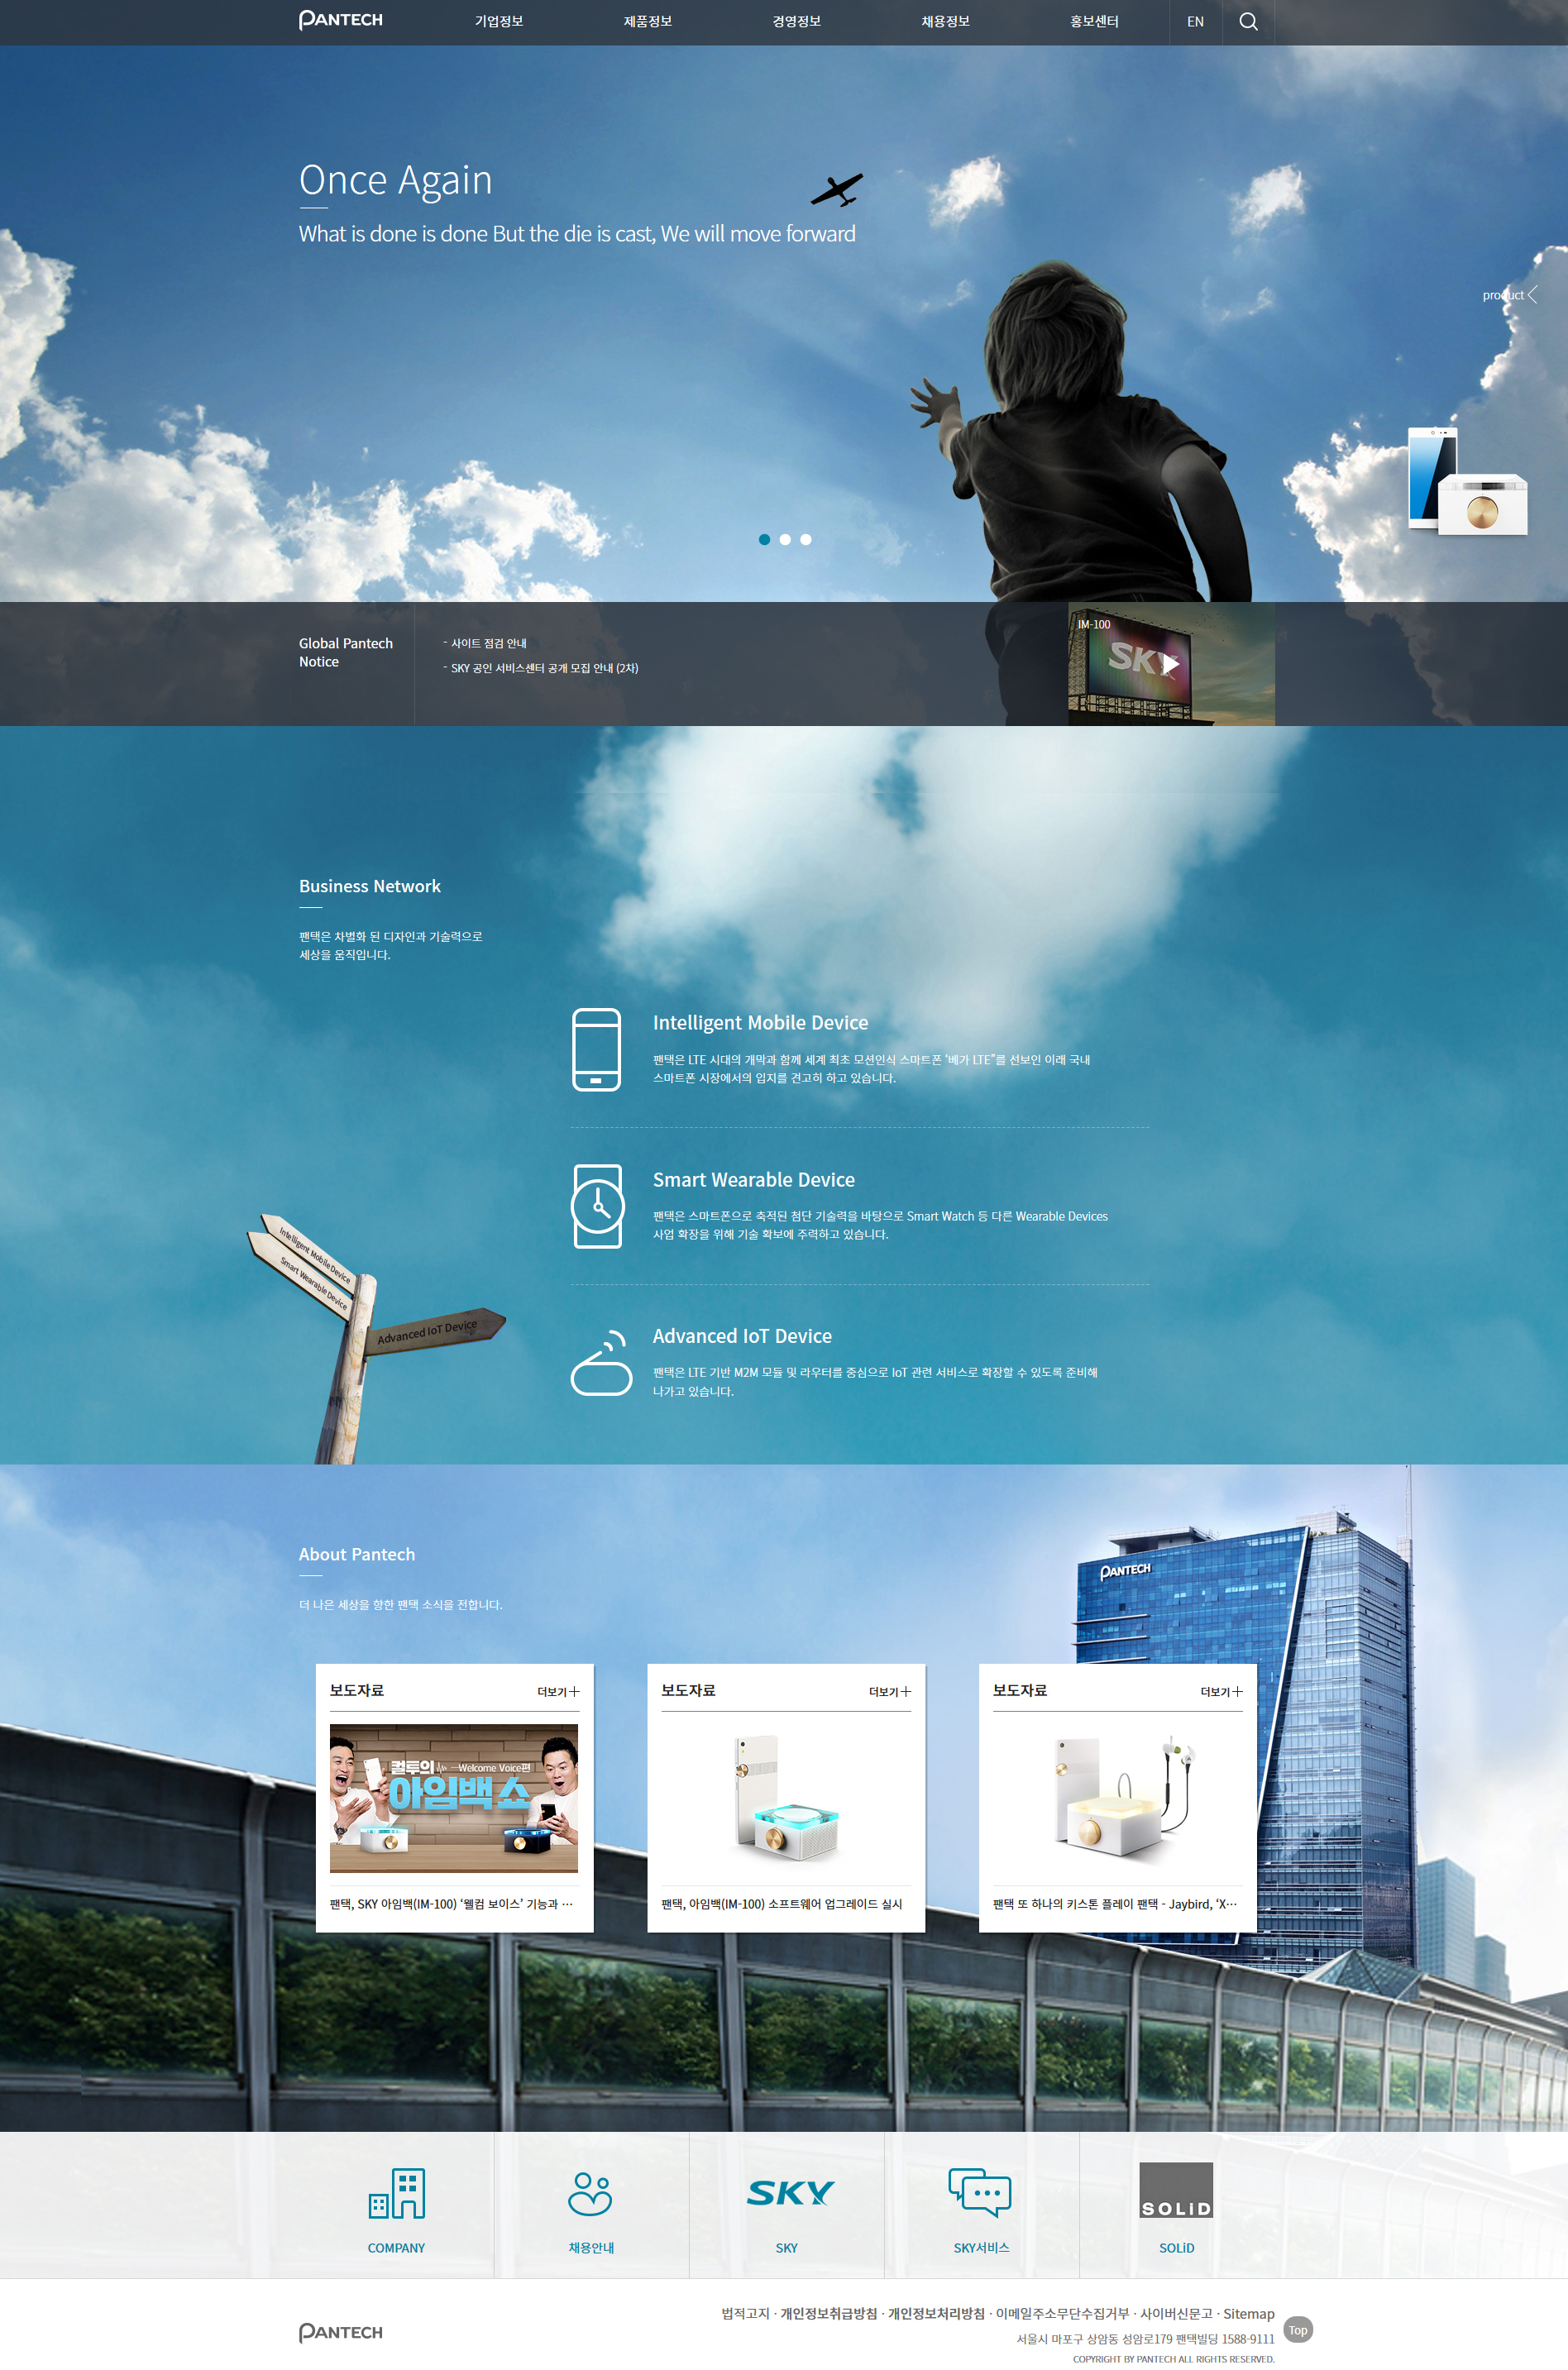 PANTECH
기업정보
제품정보
경영정보
채용정보
홍보센터
EN
Once Again
What is done is done But the die is cast, We will move forward
product
Global Pantech
Notice
- 사이트 점검 안내
- SKY 공인 서비스센터 공개 모집 안내 (2차)
IM-100
SKY
Business Network
팬택은 차별화 된 디자인과 기술력으로
세상을 움직입니다.
Intelligent Mobile Device
팬택은 LTE 시대의 개막과 함께 세계 최초 모션인식 스마트폰 ‘베가 LTE”를 선보인 이래 국내
스마트폰 시장에서의 입지를 견고히 하고 있습니다.
Smart Wearable Device
팬택은 스마트폰으로 축적된 첨단 기술력을 바탕으로 Smart Watch 등 다른 Wearable Devices
사업 확장을 위해 기술 확보에 주력하고 있습니다.
Intelligent Mobile Device
Smart Wearable Device
Advanced IoT Device
Advanced IoT Device
팬택은 LTE 기반 M2M 모듈 및 라우터를 중심으로 IoT 관련 서비스로 확장할 수 있도록 준비해
나가고 있습니다.
About Pantech
더 나은 세상을 향한 팬택 소식을 전합니다.
PANTECH
보도자료
더보기
컬투의
Welcome Voice편
아임백 쇼
팬택, SKY 아임백(IM-100) ‘웰컴 보이스’ 기능과 …
보도자료
더보기
팬택, 아임백(IM-100) 소프트웨어 업그레이드 실시
보도자료
더보기
팬택 또 하나의 키스톤 플레이 팬택 - Jaybird, ‘X…
COMPANY
채용안내
SKY
SKY
SKY서비스
SOLiD
SOLiD
PANTECH
법적고지 · 개인정보취급방침 · 개인정보처리방침 · 이메일주소무단수집거부 · 사이버신문고 · Sitemap
서울시 마포구 상암동 성암로179 팬택빌딩 1588-9111
COPYRIGHT BY PANTECH ALL RIGHTS RESERVED.
Top